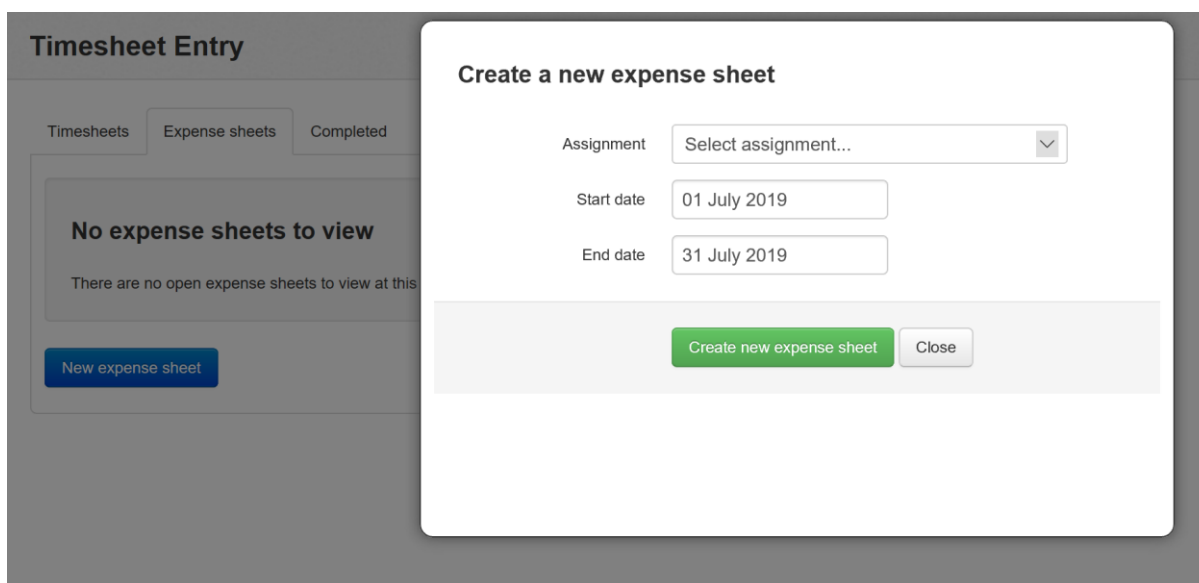 Timesheet Entry
Timesheets
Expense sheets
Completed
No expense sheets to view
There are no open expense sheets to view at this
New expense sheet
Create a new expense sheet
Assignment
Select assignment...
Start date
01 July 2019
End date
31 July 2019
Create new expense sheet
Close